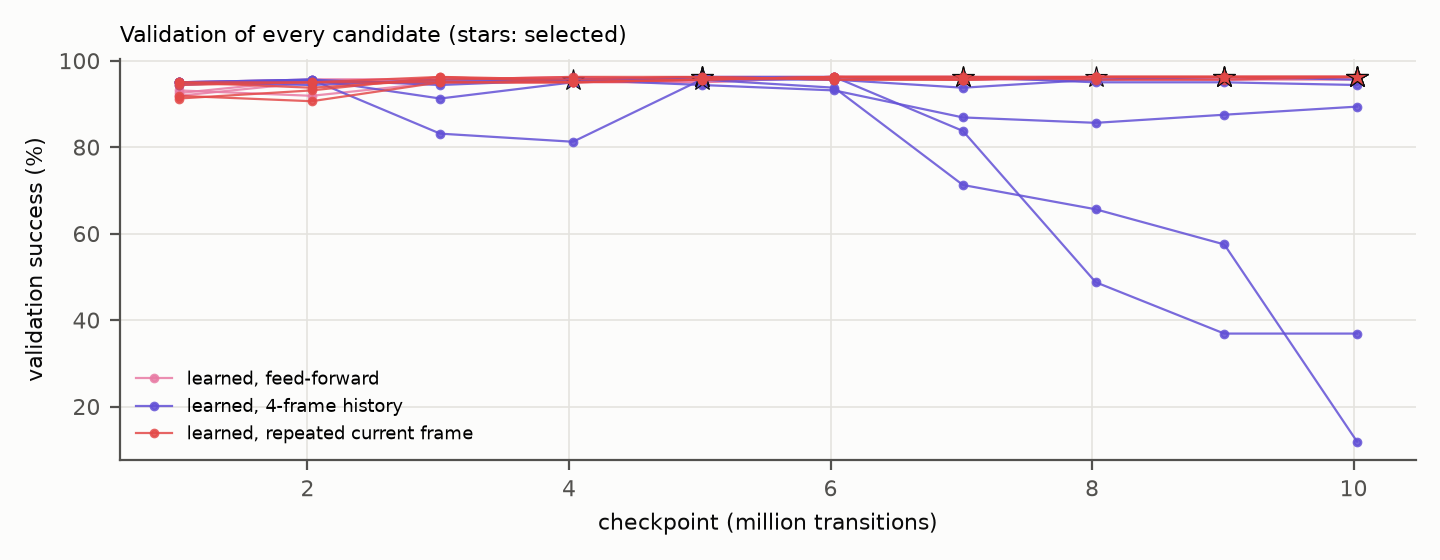 Validation of every candidate (stars: selected)
100
80
60
40
20
validation success (%)
learned, feed-forward
learned, 4-frame history
learned, repeated current frame
2
4
6
8
10
checkpoint (million transitions)